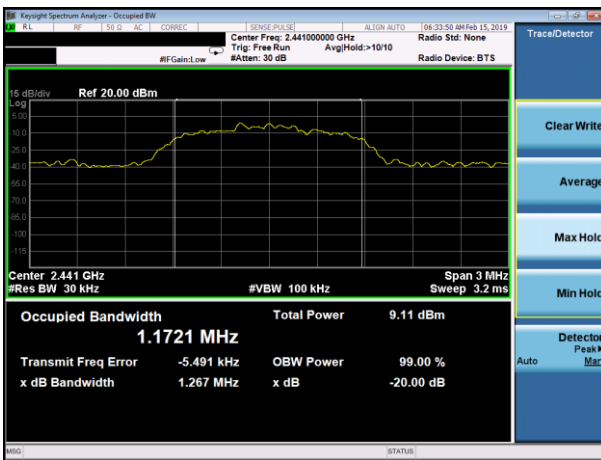 Keysight Spectrum Analyzer - Occupied BW
RL RF 50 Ω AC CORREC SENSE:PULSE ALIGN AUTO 06:33:50 AM Feb 15, 2019
Center Freq: 2.441000000 GHz Radio Std: None
Trig: Free Run Avg|Hold:>10/10
#IFGain:Low #Atten: 30 dB Radio Device: BTS
Trace/Detector
15 dB/div Ref 20.00 dBm
Log
5.00
-10.0
-25.0
-40.0
-55.0
-70.0
-85.0
-100
-115
Center 2.441 GHz Span 3 MHz
#Res BW 30 kHz #VBW 100 kHz Sweep 3.2 ms
Occupied Bandwidth Total Power 9.11 dBm
1.1721 MHz
Transmit Freq Error -5.491 kHz OBW Power 99.00 %
x dB Bandwidth 1.267 MHz x dB -20.00 dB
Clear Write
Average
Max Hold
Min Hold
Detector
Peak
Auto Man
MSG STATUS